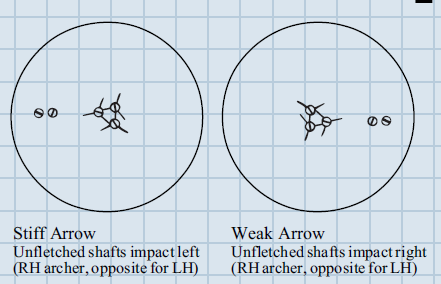 Stiff Arrow
Unfletched shafts impact left
(RH archer, opposite for LH)
Weak Arrow
Unfletched shafts impact right
(RH archer, opposite for LH)